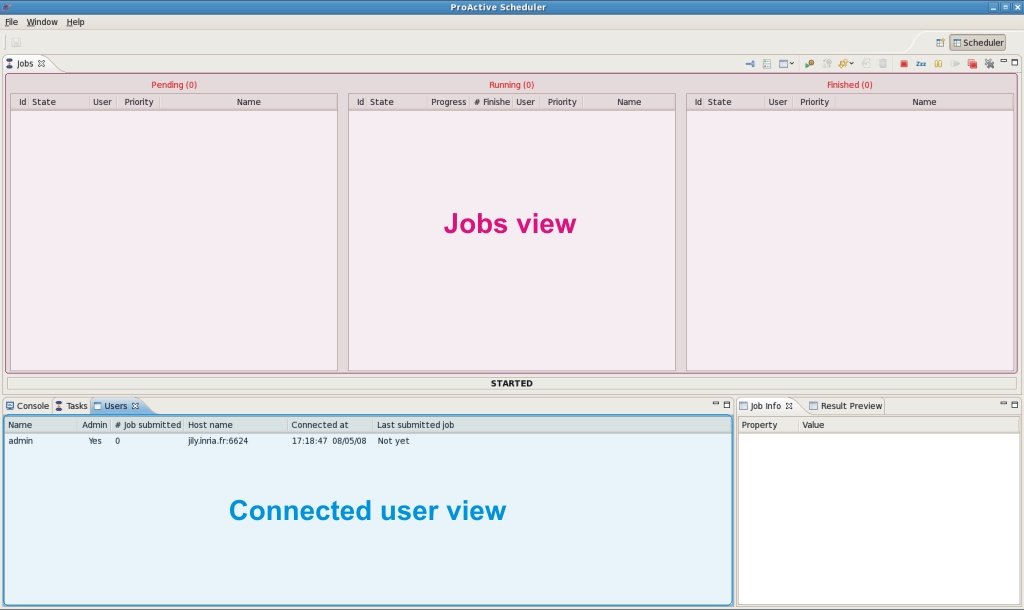 ProActive Scheduler
File Window Help
Scheduler
Jobs
Pending (0) Running (0) Finished (0)
Id State User Priority Name Id State Progress # Finishe User Priority Name Id State User Priority Name
Jobs view
STARTED
Console Tasks Users Job Info Result Preview
Name Admin # Job submitted Host name Connected at Last submitted job Property Value
admin Yes 0 jily.inria.fr:6624 17:18:47 08/05/08 Not yet
Connected user view